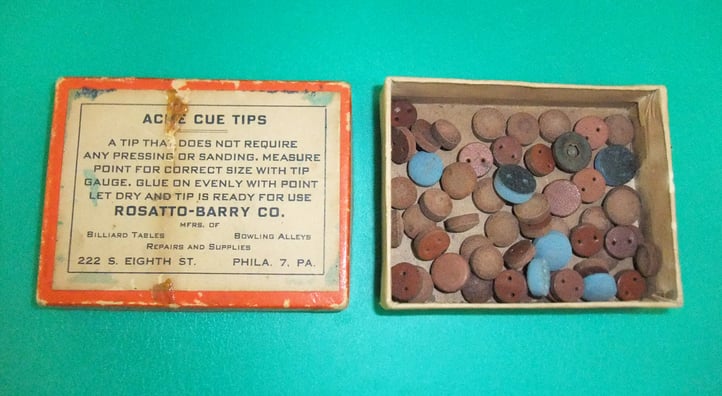 ACME CUE TIPS
A TIP THAT DOES NOT REQUIRE
ANY PRESSING OR SANDING. MEASURE
POINT FOR CORRECT SIZE WITH TIP
GAUGE. GLUE ON EVENLY WITH POINT
LET DRY AND TIP IS READY FOR USE
ROSATTO-BARRY CO.
MFRS. OF
BILLIARD TABLES BOWLING ALLEYS
REPAIRS AND SUPPLIES
222 S. EIGHTH ST. PHILA. 7, PA.